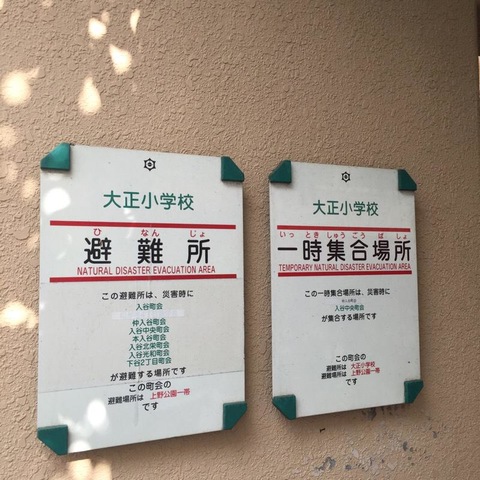 大正小学校
ひ なん じょ
避難所
NATURAL DISASTER EVACUATION AREA
この避難所は、災害時に
入谷町会
仲入谷町会
入谷中央町会
本入谷町会
入谷北栄町会
入谷光和町会
下谷2丁目町会
が避難する場所です
この町会の
避難場所は 上野公園一帯
です
大正小学校
いっ とき しゅう ごう ば しょ
一時集合場所
TEMPORARY NATURAL DISASTER EVACUATION AREA
この一時集合場所は、災害時に
入谷中央町会
が集合する場所です
この町会の
避難所は 大正小学校
避難場所は 上野公園一帯
です